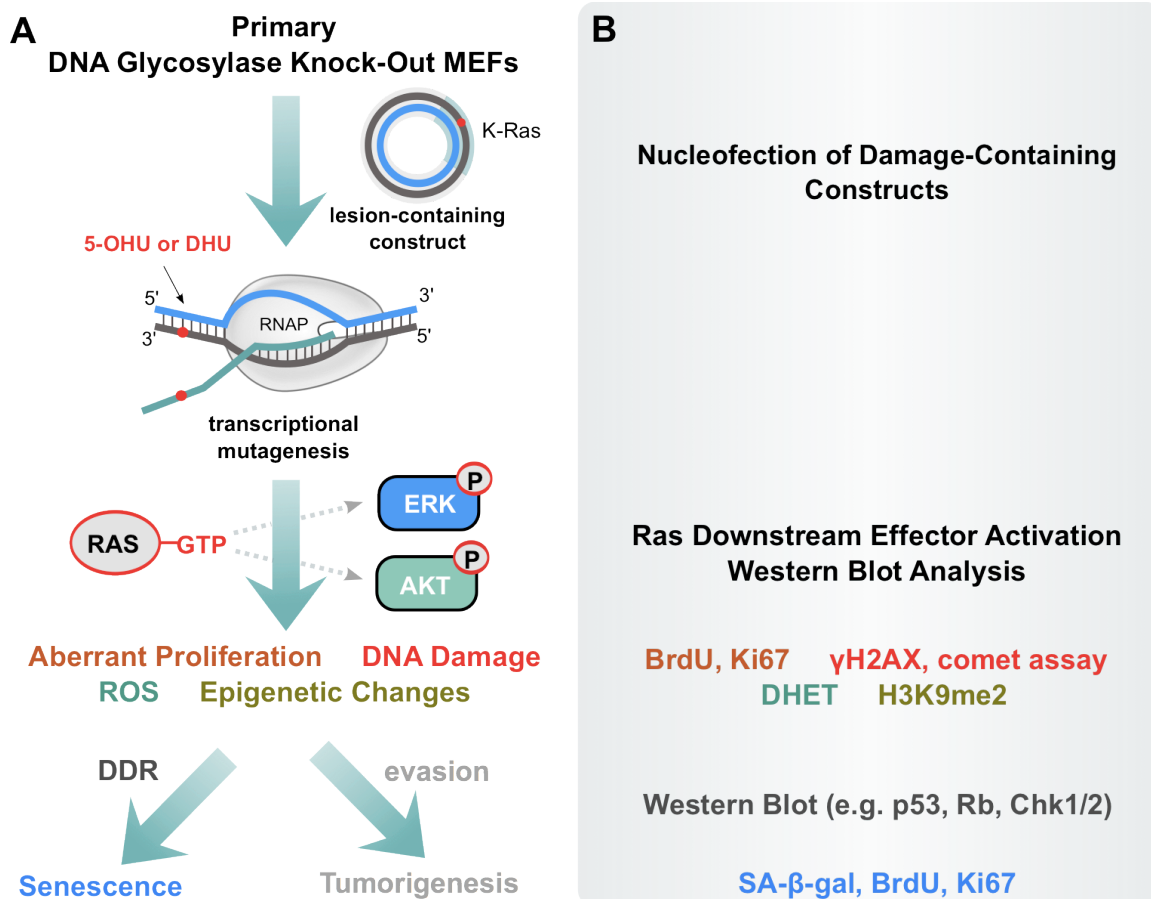 A
Primary
DNA Glycosylase Knock-Out MEFs
K-Ras
lesion-containing
construct
5-OHU or DHU
5'
3'
RNAP
3'
5'
transcriptional
mutagenesis
P
ERK
RAS
GTP
P
AKT
Aberrant Proliferation DNA Damage
ROS Epigenetic Changes
DDR
evasion
Senescence
Tumorigenesis
B
Nucleofection of Damage-Containing
Constructs
Ras Downstream Effector Activation
Western Blot Analysis
BrdU, Ki67 γH2AX, comet assay
DHET H3K9me2
Western Blot (e.g. p53, Rb, Chk1/2)
SA-β-gal, BrdU, Ki67